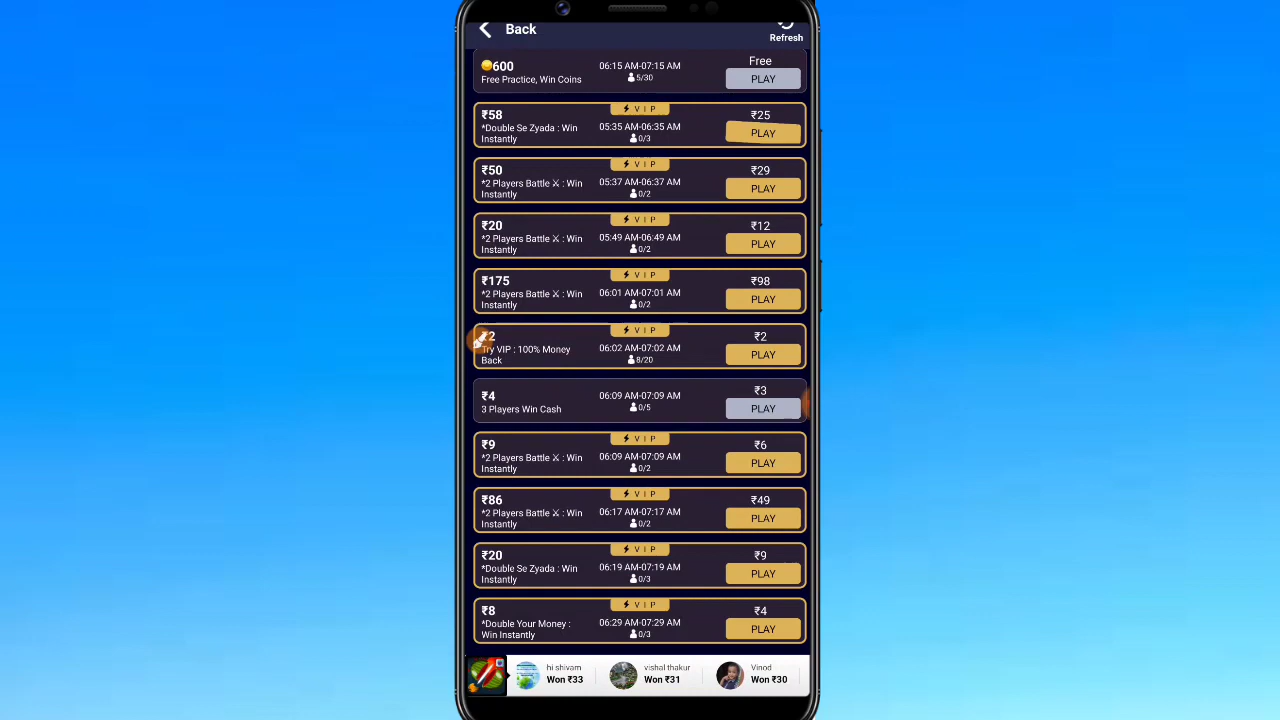 Back
Refresh
600
Free Practice, Win Coins
06:15 AM-07:15 AM
5/30
Free
PLAY
₹58
*Double Se Zyada : Win
Instantly
VIP
05:35 AM-06:35 AM
0/3
₹25
PLAY
₹50
*2 Players Battle ⚔ : Win
Instantly
VIP
05:37 AM-06:37 AM
0/2
₹29
PLAY
₹20
*2 Players Battle ⚔ : Win
Instantly
VIP
05:49 AM-06:49 AM
0/2
₹12
PLAY
₹175
*2 Players Battle ⚔ : Win
Instantly
VIP
06:01 AM-07:01 AM
0/2
₹98
PLAY
₹2
Try VIP : 100% Money
Back
VIP
06:02 AM-07:02 AM
8/20
₹2
PLAY
₹4
3 Players Win Cash
06:09 AM-07:09 AM
0/5
₹3
PLAY
₹9
*2 Players Battle ⚔ : Win
Instantly
VIP
06:09 AM-07:09 AM
0/2
₹6
PLAY
₹86
*2 Players Battle ⚔ : Win
Instantly
VIP
06:17 AM-07:17 AM
0/2
₹49
PLAY
₹20
*Double Se Zyada : Win
Instantly
VIP
06:19 AM-07:19 AM
0/3
₹9
PLAY
₹8
*Double Your Money :
Win Instantly
VIP
06:29 AM-07:29 AM
0/3
₹4
PLAY
hi shivam
Won ₹33
vishal thakur
Won ₹31
Vinod
Won ₹30